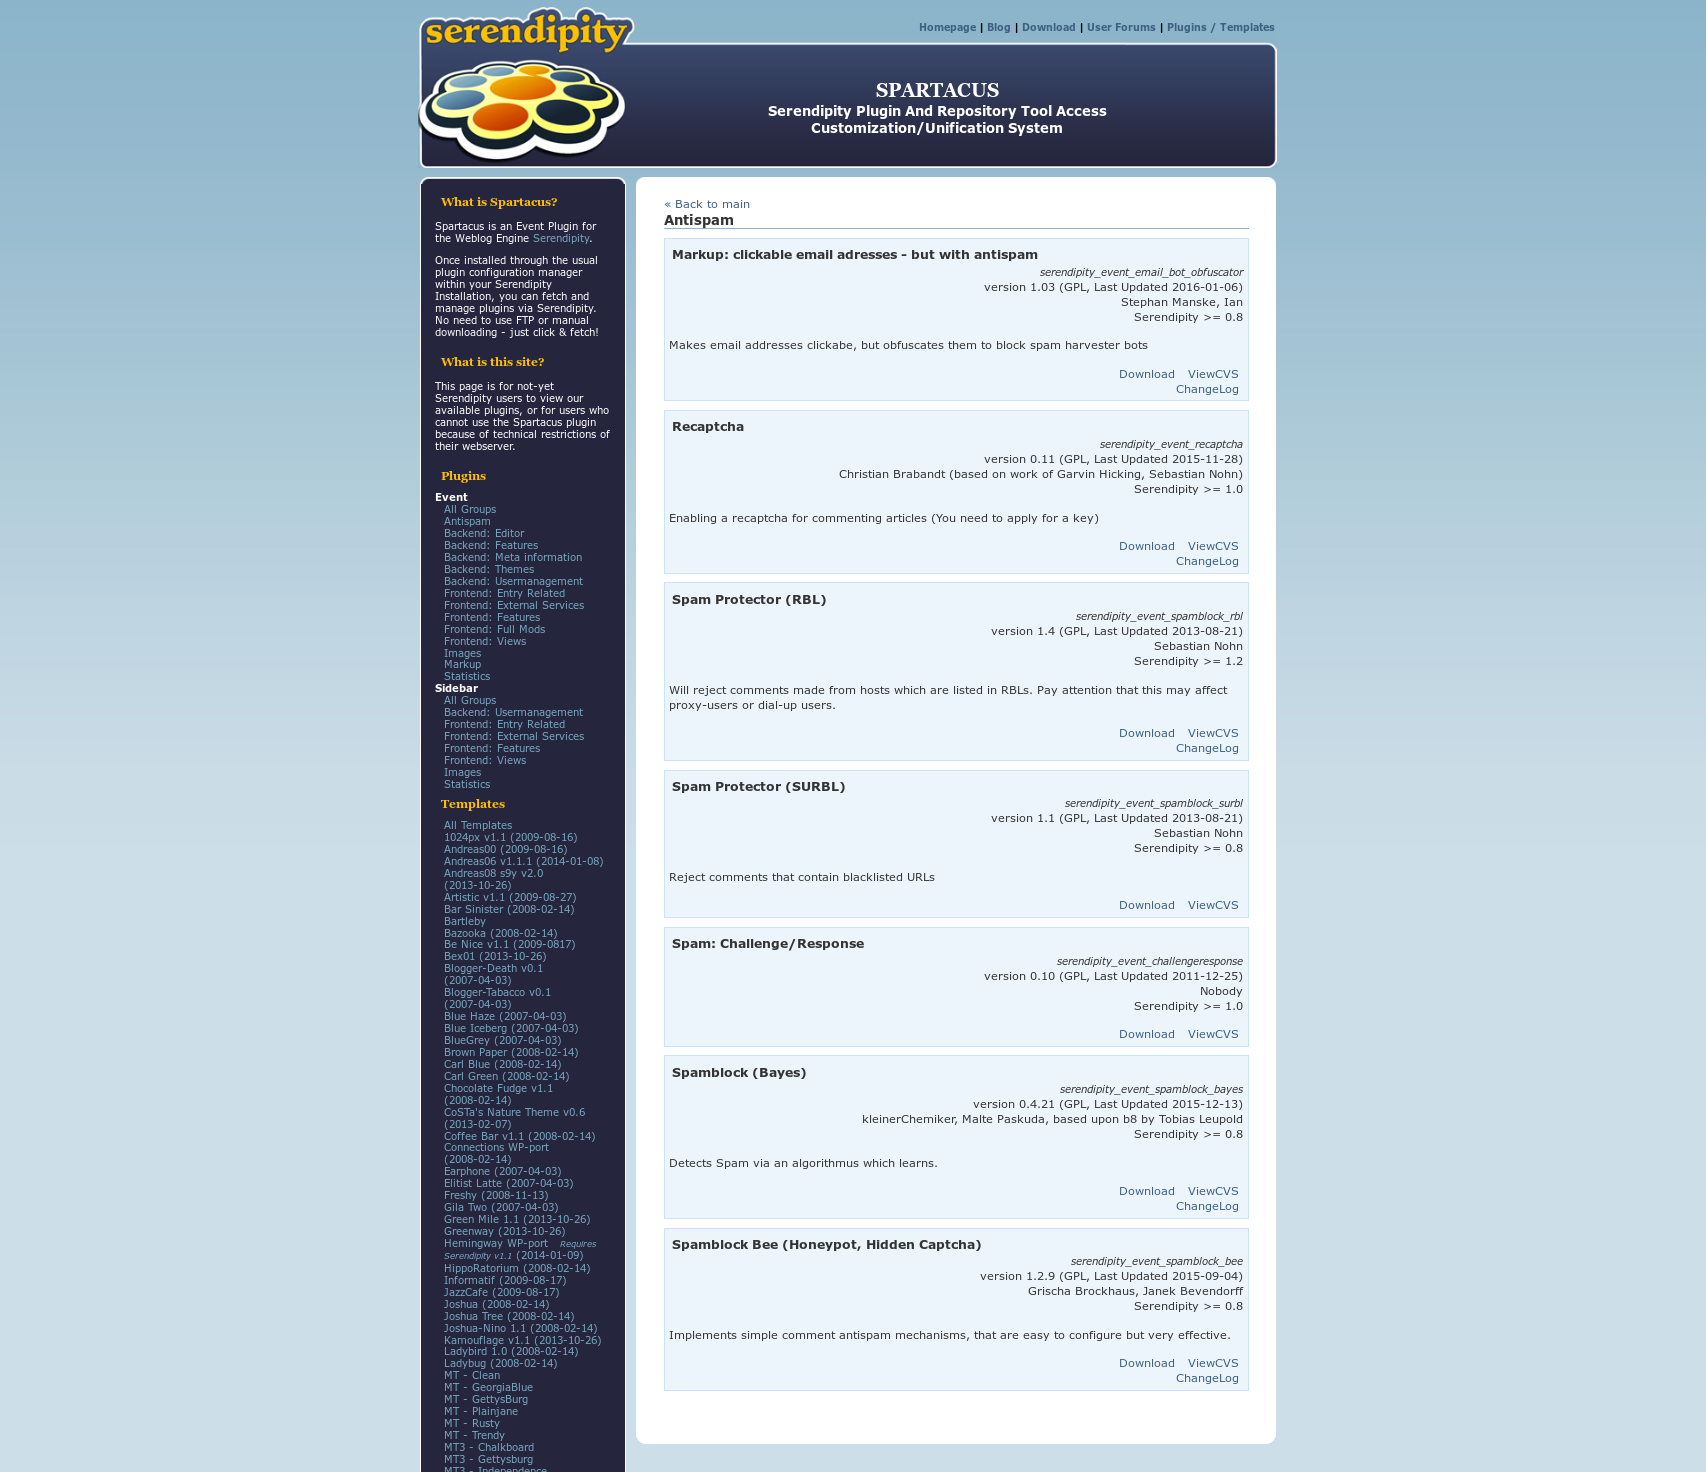 serendipity
Homepage | Blog | Download | User Forums | Plugins / Templates
SPARTACUS
Serendipity Plugin And Repository Tool Access
Customization/Unification System
What is Spartacus?
Spartacus is an Event Plugin for
the Weblog Engine Serendipity.
Once installed through the usual
plugin configuration manager
within your Serendipity
Installation, you can fetch and
manage plugins via Serendipity.
No need to use FTP or manual
downloading - just click & fetch!
What is this site?
This page is for not-yet
Serendipity users to view our
available plugins, or for users who
cannot use the Spartacus plugin
because of technical restrictions of
their webserver.
Plugins
Event
All Groups
Antispam
Backend: Editor
Backend: Features
Backend: Meta information
Backend: Themes
Backend: Usermanagement
Frontend: Entry Related
Frontend: External Services
Frontend: Features
Frontend: Full Mods
Frontend: Views
Images
Markup
Statistics
Sidebar
All Groups
Backend: Usermanagement
Frontend: Entry Related
Frontend: External Services
Frontend: Features
Frontend: Views
Images
Statistics
Templates
All Templates
1024px v1.1 (2009-08-16)
Andreas00 (2009-08-16)
Andreas06 v1.1.1 (2014-01-08)
Andreas08 s9y v2.0
(2013-10-26)
Artistic v1.1 (2009-08-27)
Bar Sinister (2008-02-14)
Bartleby
Bazooka (2008-02-14)
Be Nice v1.1 (2009-0817)
Bex01 (2013-10-26)
Blogger-Death v0.1
(2007-04-03)
Blogger-Tabacco v0.1
(2007-04-03)
Blue Haze (2007-04-03)
Blue Iceberg (2007-04-03)
BlueGrey (2007-04-03)
Brown Paper (2008-02-14)
Carl Blue (2008-02-14)
Carl Green (2008-02-14)
Chocolate Fudge v1.1
(2008-02-14)
CoSTa's Nature Theme v0.6
(2013-02-07)
Coffee Bar v1.1 (2008-02-14)
Connections WP-port
(2008-02-14)
Earphone (2007-04-03)
Elitist Latte (2007-04-03)
Freshy (2008-11-13)
Gila Two (2007-04-03)
Green Mile 1.1 (2013-10-26)
Greenway (2013-10-26)
Hemingway WP-port Requires
Serendipity v1.1 (2014-01-09)
HippoRatorium (2008-02-14)
Informatif (2009-08-17)
JazzCafe (2009-08-17)
Joshua (2008-02-14)
Joshua Tree (2008-02-14)
Joshua-Nino 1.1 (2008-02-14)
Kamouflage v1.1 (2013-10-26)
Ladybird 1.0 (2008-02-14)
Ladybug (2008-02-14)
MT - Clean
MT - GeorgiaBlue
MT - GettysBurg
MT - Plainjane
MT - Rusty
MT - Trendy
MT3 - Chalkboard
MT3 - Gettysburg
MT3 - Independence
« Back to main
Antispam
Markup: clickable email adresses - but with antispam
serendipity_event_email_bot_obfuscator
version 1.03 (GPL, Last Updated 2016-01-06)
Stephan Manske, Ian
Serendipity >= 0.8
Makes email addresses clickabe, but obfuscates them to block spam harvester bots
Download ViewCVS
ChangeLog
Recaptcha
serendipity_event_recaptcha
version 0.11 (GPL, Last Updated 2015-11-28)
Christian Brabandt (based on work of Garvin Hicking, Sebastian Nohn)
Serendipity >= 1.0
Enabling a recaptcha for commenting articles (You need to apply for a key)
Download ViewCVS
ChangeLog
Spam Protector (RBL)
serendipity_event_spamblock_rbl
version 1.4 (GPL, Last Updated 2013-08-21)
Sebastian Nohn
Serendipity >= 1.2
Will reject comments made from hosts which are listed in RBLs. Pay attention that this may affect
proxy-users or dial-up users.
Download ViewCVS
ChangeLog
Spam Protector (SURBL)
serendipity_event_spamblock_surbl
version 1.1 (GPL, Last Updated 2013-08-21)
Sebastian Nohn
Serendipity >= 0.8
Reject comments that contain blacklisted URLs
Download ViewCVS
Spam: Challenge/Response
serendipity_event_challengeresponse
version 0.10 (GPL, Last Updated 2011-12-25)
Nobody
Serendipity >= 1.0
Download ViewCVS
Spamblock (Bayes)
serendipity_event_spamblock_bayes
version 0.4.21 (GPL, Last Updated 2015-12-13)
kleinerChemiker, Malte Paskuda, based upon b8 by Tobias Leupold
Serendipity >= 0.8
Detects Spam via an algorithmus which learns.
Download ViewCVS
ChangeLog
Spamblock Bee (Honeypot, Hidden Captcha)
serendipity_event_spamblock_bee
version 1.2.9 (GPL, Last Updated 2015-09-04)
Grischa Brockhaus, Janek Bevendorff
Serendipity >= 0.8
Implements simple comment antispam mechanisms, that are easy to configure but very effective.
Download ViewCVS
ChangeLog